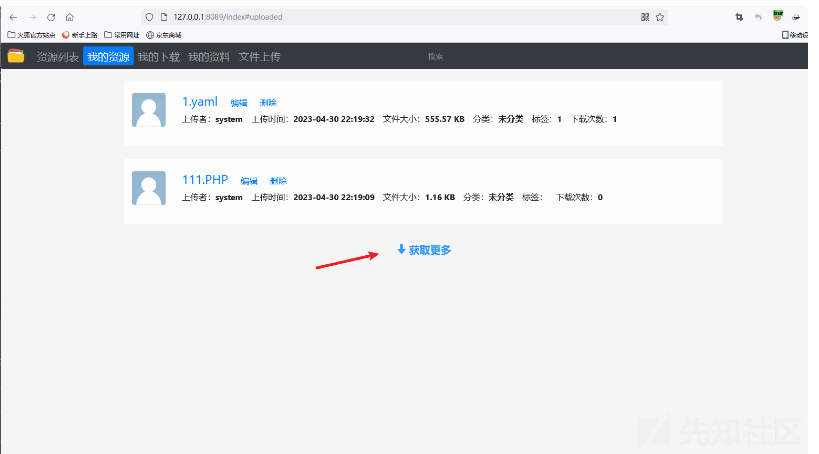 127.0.0.1:8089/index#uploaded
火狐官方站点 新手上路 常用网址 京东商城
资源列表 我的资源 我的下载 我的资料 文件上传 搜索
1.yaml 编辑 删除
上传者：system 上传时间：2023-04-30 22:19:32 文件大小：555.57 KB 分类：未分类 标签：1 下载次数：1
111.PHP 编辑 删除
上传者：system 上传时间：2023-04-30 22:19:09 文件大小：1.16 KB 分类：未分类 标签： 下载次数：0
获取更多
先知社区